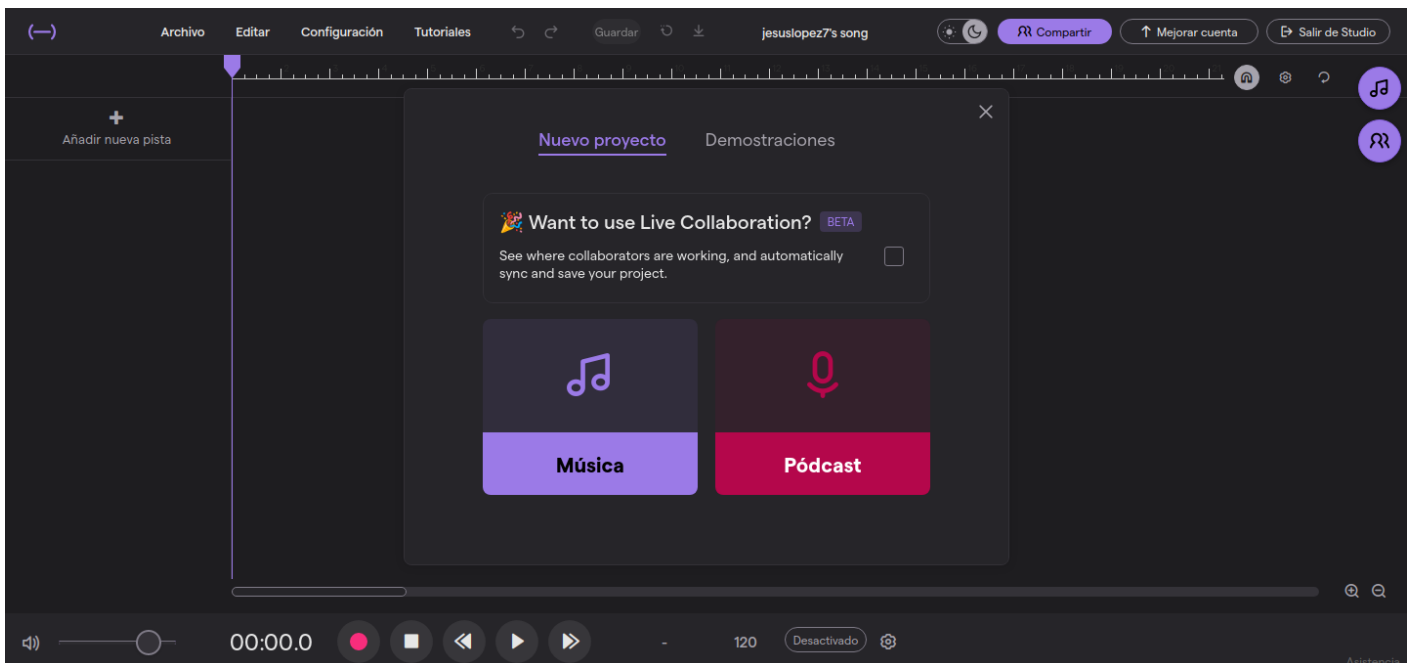 Archivo Editar Configuración Tutoriales Guardar jesuslopez7's song Compartir Mejorar cuenta Salir de Studio
Añadir nueva pista
Nuevo proyecto Demostraciones
Want to use Live Collaboration? BETA
See where collaborators are working, and automatically
sync and save your project.
Música Pódcast
00:00.0 - 120 Desactivado
Asistencia